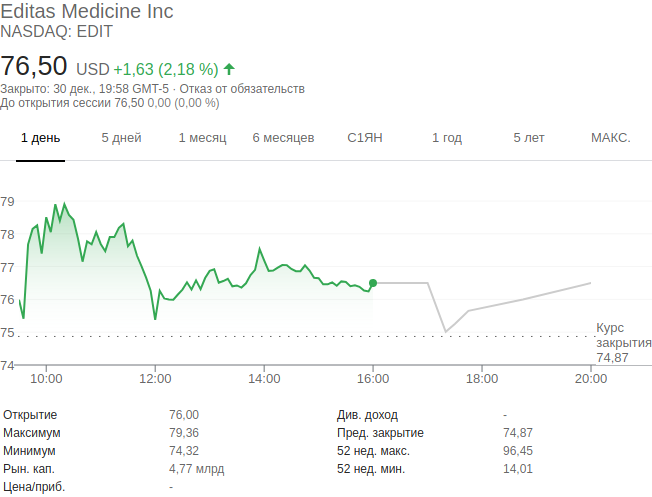 Editas Medicine Inc
NASDAQ: EDIT
76,50 USD +1,63 (2,18 %)
Закрыто: 30 дек., 19:58 GMT-5 · Отказ от обязательств
До открытия сессии 76,50 0,00 (0,00 %)
1 день 5 дней 1 месяц 6 месяцев С1ЯН 1 год 5 лет МАКС.
79
78
77
76
75
74
Курс
закрытия
74,87
10:00 12:00 14:00 16:00 18:00 20:00
Открытие 76,00 Див. доход -
Максимум 79,36 Пред. закрытие 74,87
Минимум 74,32 52 нед. макс. 96,45
Рын. кап. 4,77 млрд 52 нед. мин. 14,01
Цена/приб. -